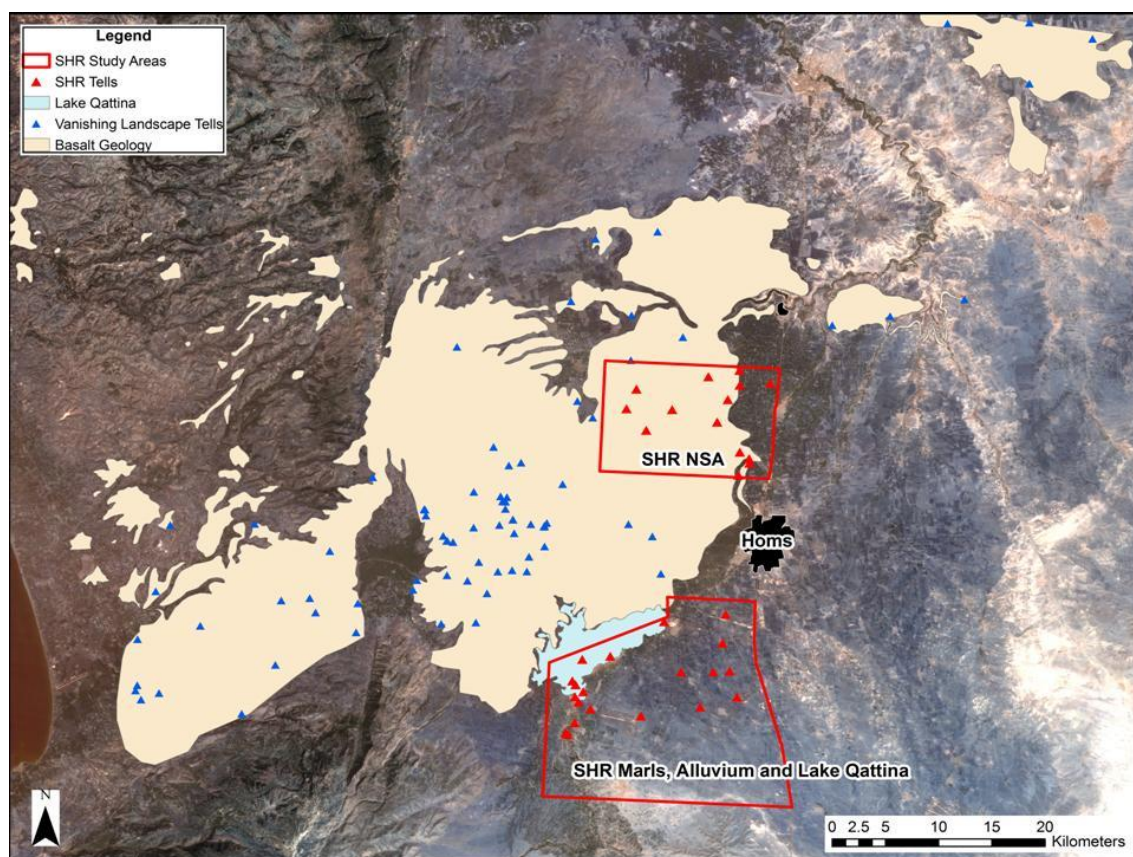 Legend
SHR Study Areas
SHR Tells
Lake Qattina
Vanishing Landscape Tells
Basalt Geology
SHR NSA
Homs
SHR Marls, Alluvium and Lake Qattina
N
0 2.5 5 10 15 20
Kilometers